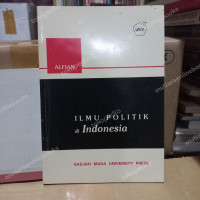 ALFIAN
ILMU POLITIK
di Indonesia
GADJAH MADA UNIVERSITY PRESS